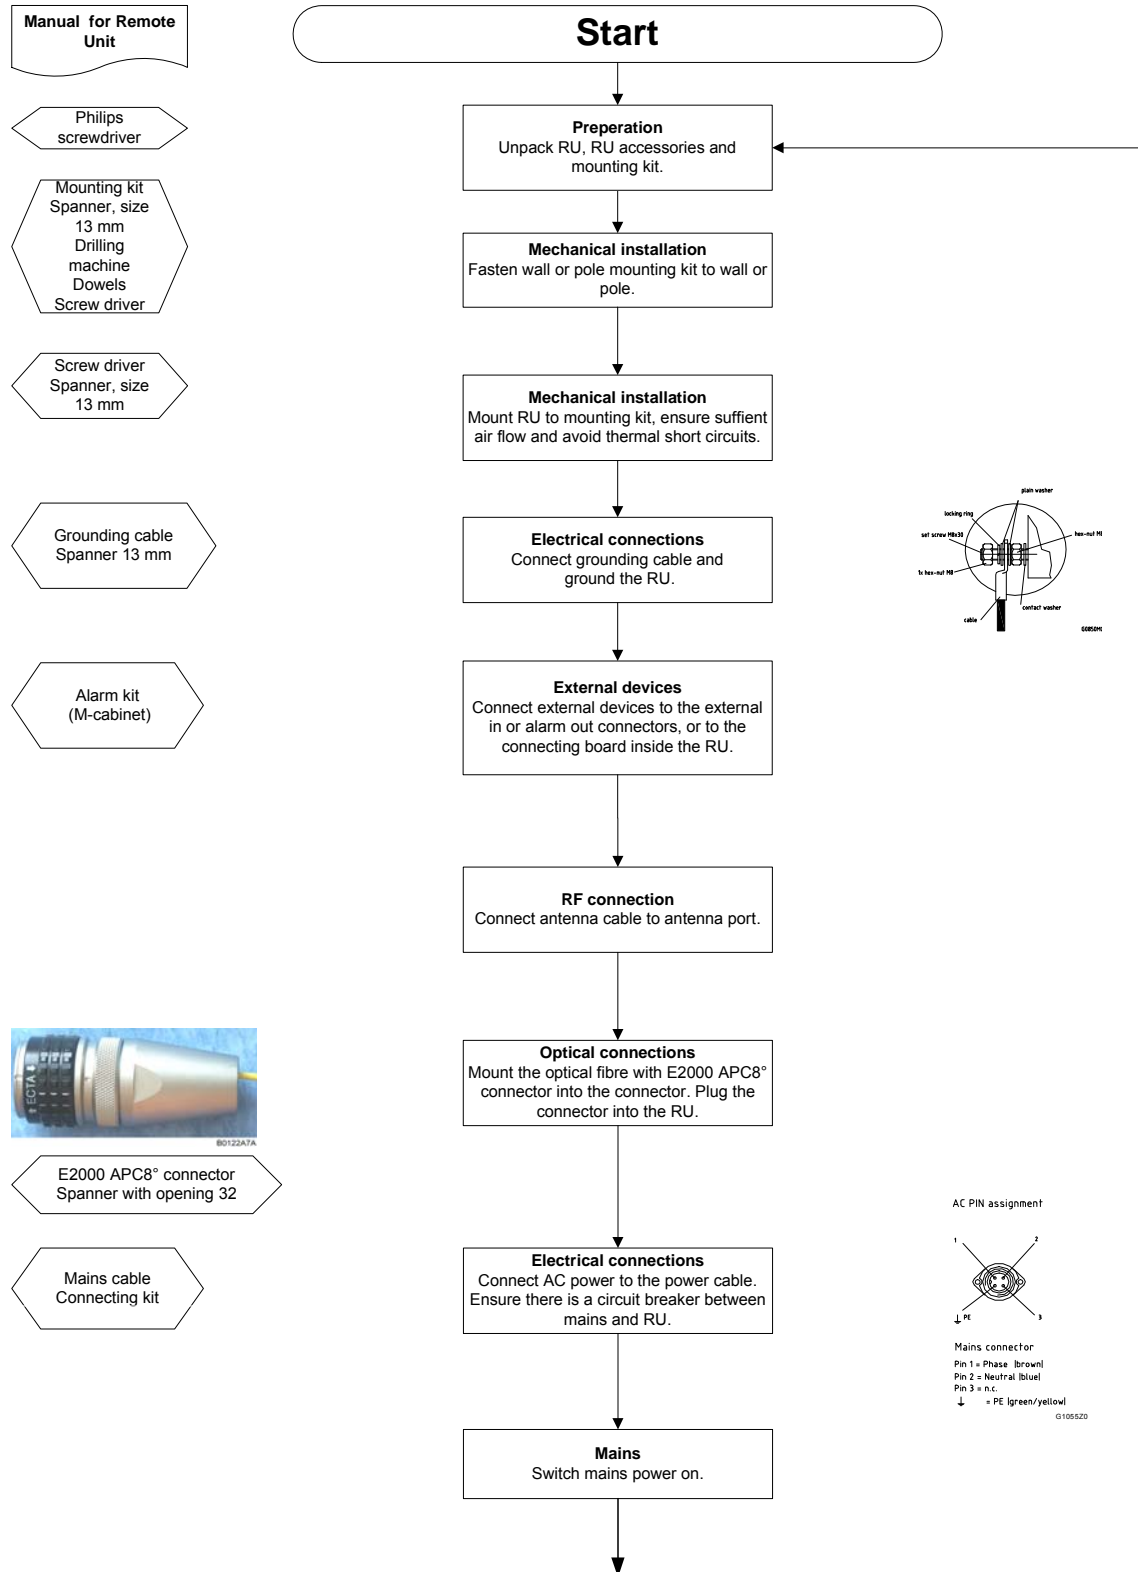 Manual for Remote
Unit
Start
Philips
screwdriver
Preperation
Unpack RU, RU accessories and
mounting kit.
Mounting kit
Spanner, size
13 mm
Drilling
machine
Dowels
Screw driver
Mechanical installation
Fasten wall or pole mounting kit to wall or
pole.
Screw driver
Spanner, size
13 mm
Mechanical installation
Mount RU to mounting kit, ensure suffient
air flow and avoid thermal short circuits.
Grounding cable
Spanner 13 mm
Electrical connections
Connect grounding cable and
ground the RU.
plain washer
locking ring
set screw M8x30
hex-nut M8
1x hex-nut M8
contact washer
cable
G0850M1
Alarm kit
(M-cabinet)
External devices
Connect external devices to the external
in or alarm out connectors, or to the
connecting board inside the RU.
RF connection
Connect antenna cable to antenna port.
ECTA
B0122A7A
Optical connections
Mount the optical fibre with E2000 APC8°
connector into the connector. Plug the
connector into the RU.
E2000 APC8° connector
Spanner with opening 32
Mains cable
Connecting kit
Electrical connections
Connect AC power to the power cable.
Ensure there is a circuit breaker between
mains and RU.
AC PIN assignment
1
2
PE
3
Mains connector
Pin 1 = Phase |brown|
Pin 2 = Neutral |blue|
Pin 3 = n.c.
= PE |green/yellow|
G1055Z0
Mains
Switch mains power on.